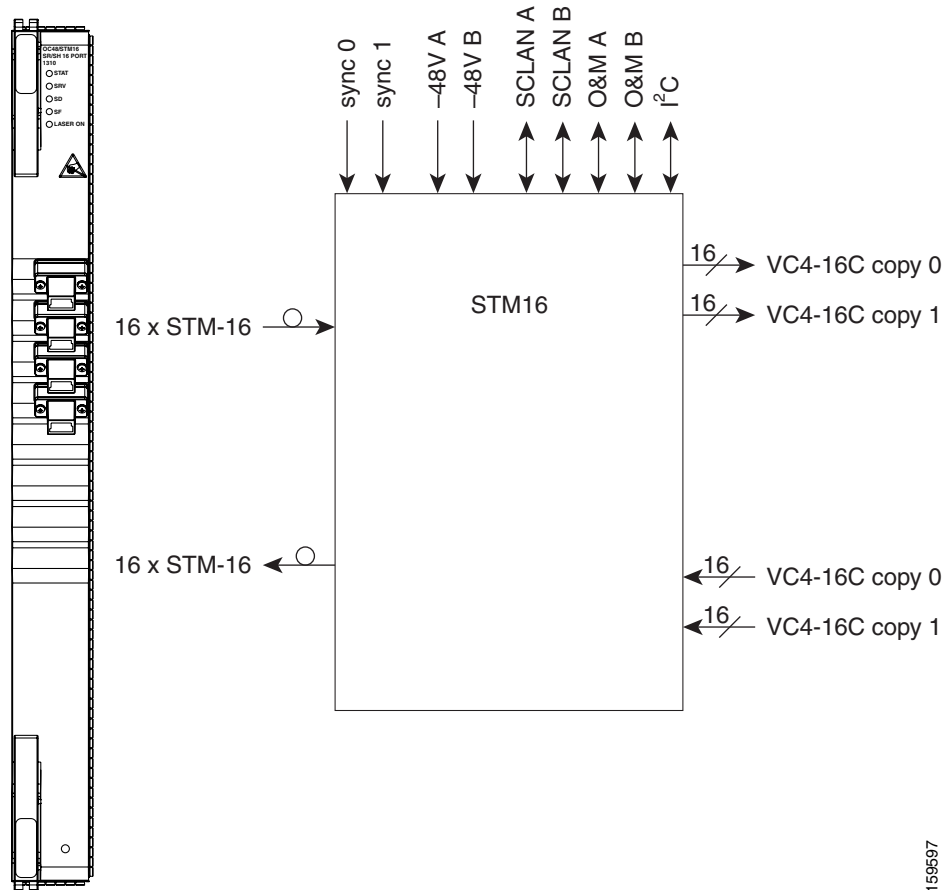 OC48/STM16
SR/SH 16 PORT
1310
STAT
SRV
SD
SF
LASER ON
sync 0
sync 1
–48V A
–48V B
SCLAN A
SCLAN B
O&M A
O&M B
I²C
STM16
16 x STM-16
16 x STM-16
16
VC4-16C copy 0
16
VC4-16C copy 1
16
VC4-16C copy 0
16
VC4-16C copy 1
159597